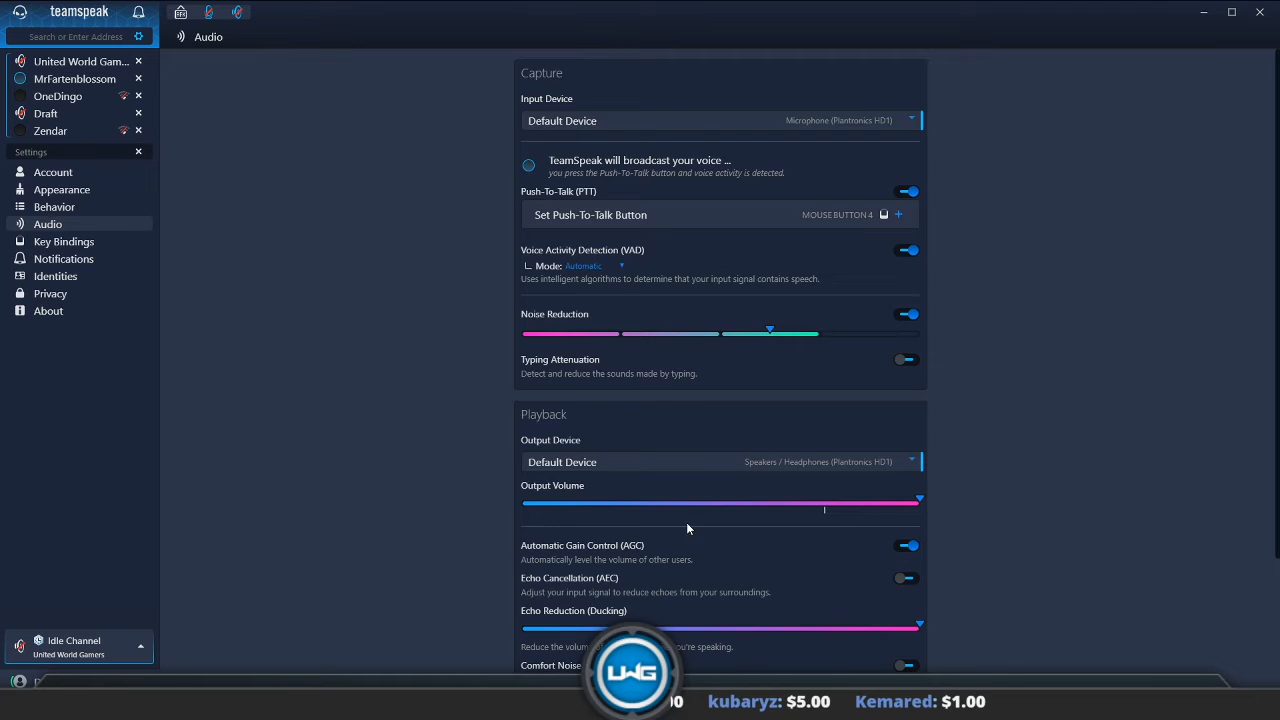 teamspeak
Search or Enter Address
Audio
United World Gam...
MrFartenblossom
OneDingo
Draft
Zendar
Settings
Account
Appearance
Behavior
Audio
Key Bindings
Notifications
Identities
Privacy
About
Capture
Input Device
Default Device Microphone (Plantronics HD1)
TeamSpeak will broadcast your voice ...
you press the Push-To-Talk button and voice activity is detected.
Push-To-Talk (PTT)
Set Push-To-Talk Button MOUSE BUTTON 4 +
Voice Activity Detection (VAD)
Mode: Automatic
Uses intelligent algorithms to determine that your input signal contains speech.
Noise Reduction
Typing Attenuation
Detect and reduce the sounds made by typing.
Playback
Output Device
Default Device Speakers / Headphones (Plantronics HD1)
Output Volume
Automatic Gain Control (AGC)
Automatically level the volume of other users.
Echo Cancellation (AEC)
Adjust your input signal to reduce echoes from your surroundings.
Echo Reduction (Ducking)
Reduce the volu you're speaking.
Comfort Noise
Idle Channel
United World Gamers
UWG
00 kubaryz: $5.00 Kemared: $1.00